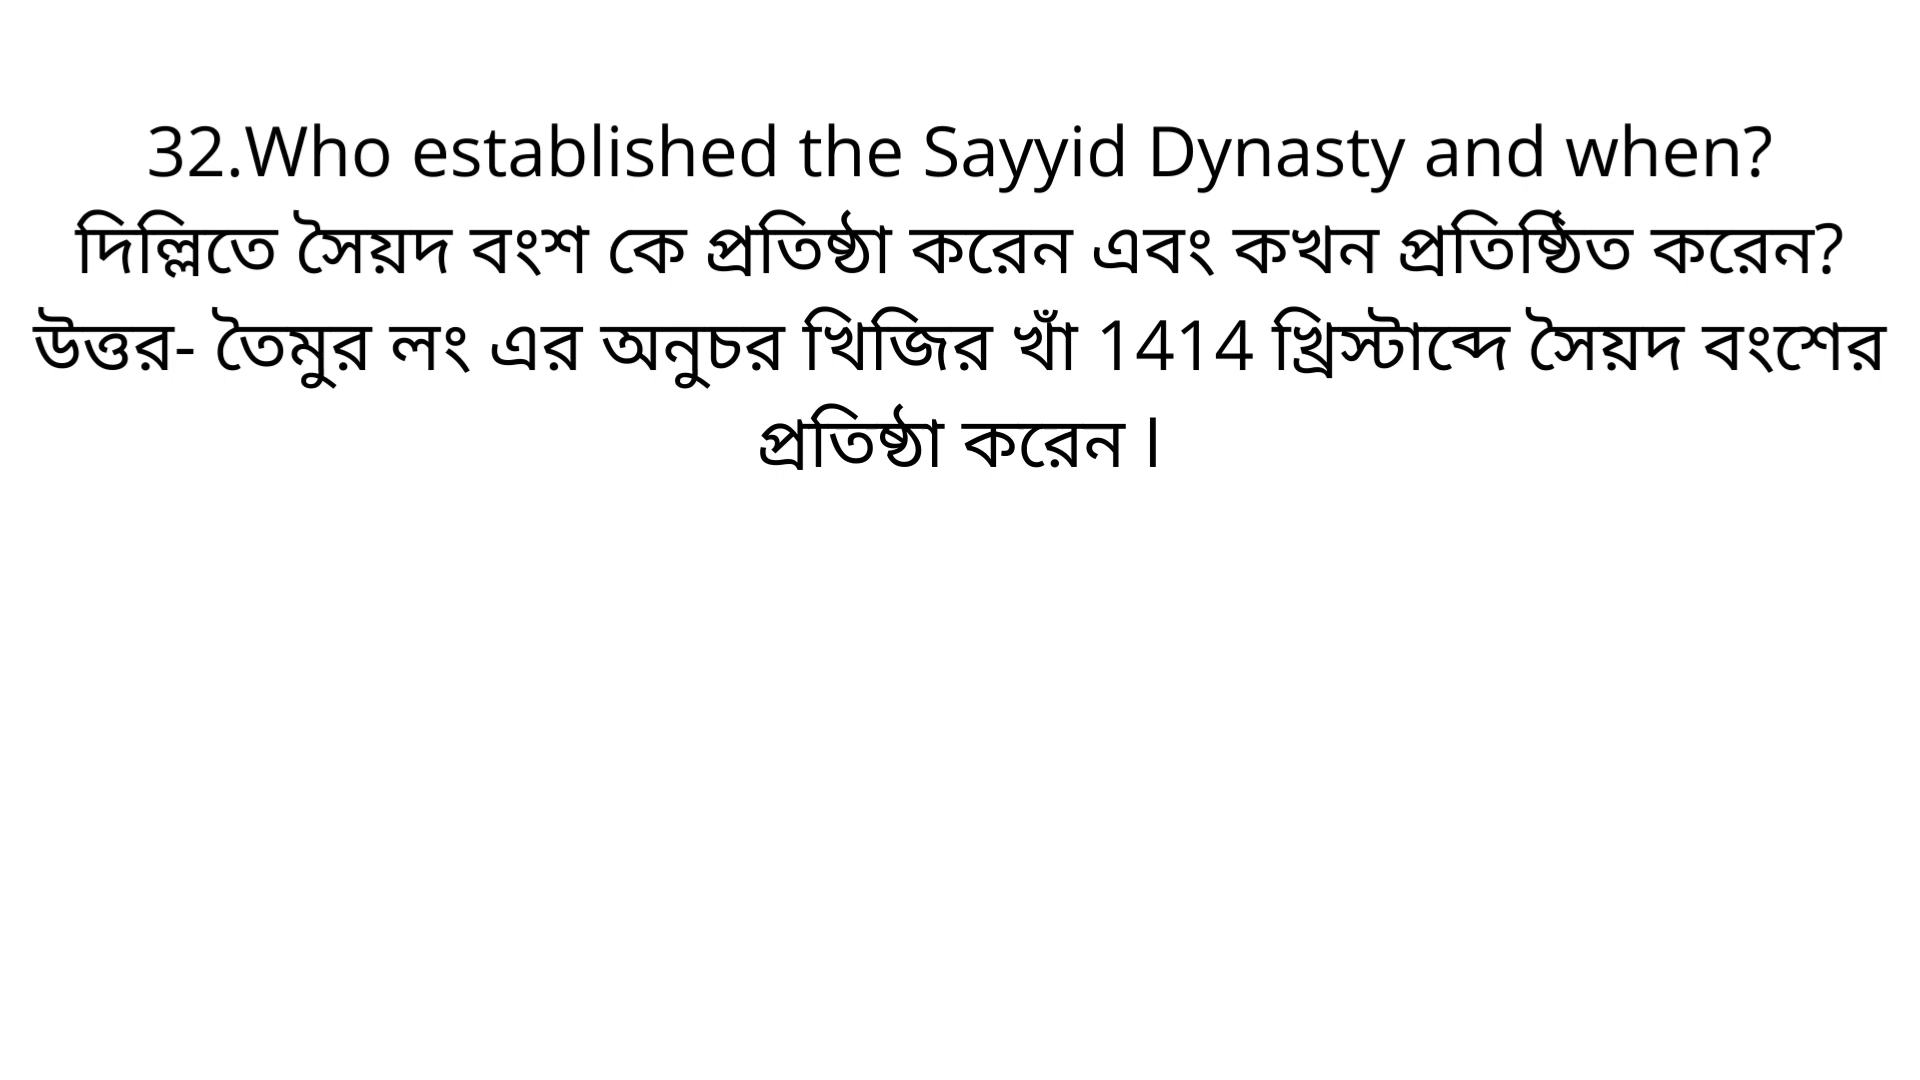 32.Who established the Sayyid Dynasty and when?
দিল্লিতে সৈয়দ বংশ কে প্রতিষ্ঠা করেন এবং কখন প্রতিষ্ঠিত করেন?
উত্তর- তৈমুর লং এর অনুচর খিজির খাঁ 1414 খ্রিস্টাব্দে সৈয়দ বংশের
প্রতিষ্ঠা করেন।